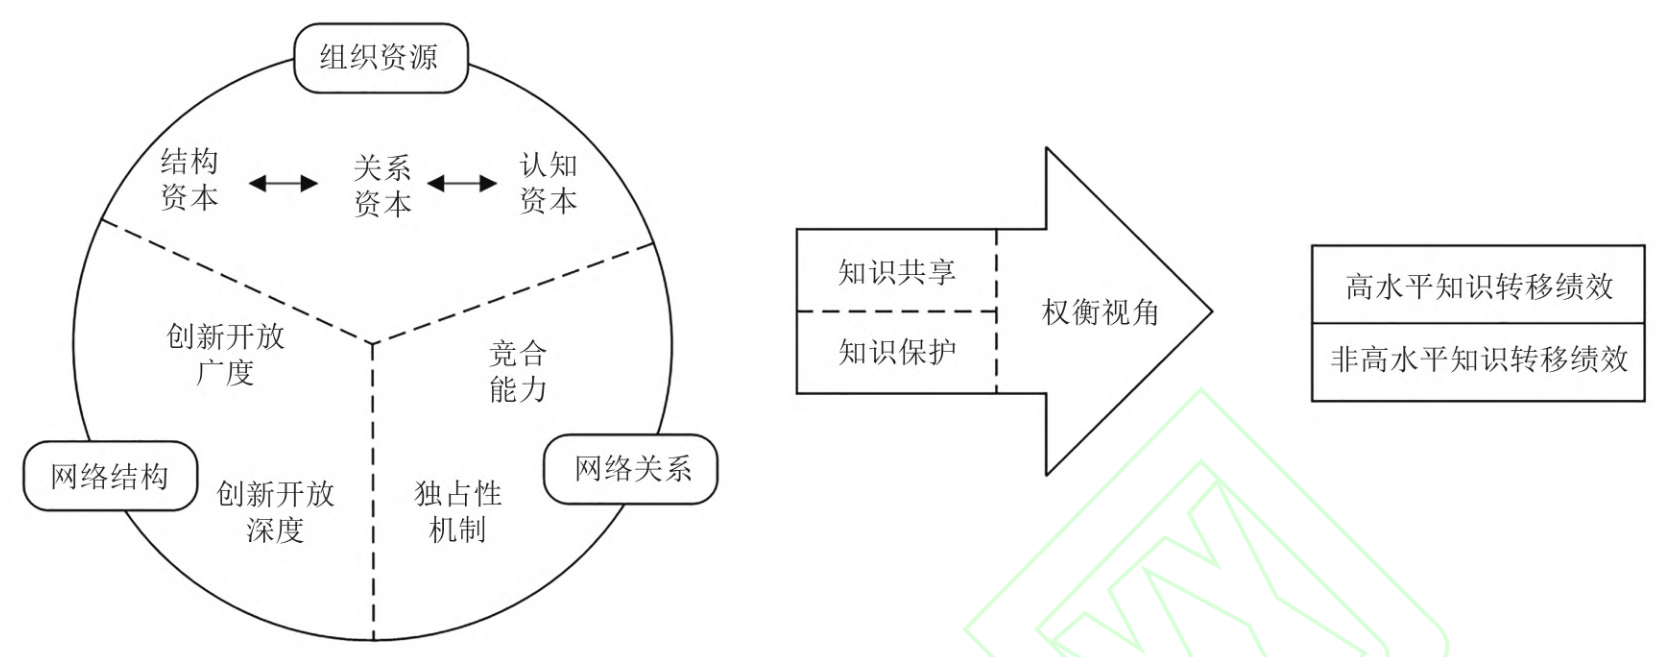 组织资源
结构
资本
关系
资本
认知
资本
创新开放
广度
竞合
能力
网络结构
创新开放
深度
独占性
机制
网络关系
知识共享
知识保护
权衡视角
高水平知识转移绩效
非高水平知识转移绩效